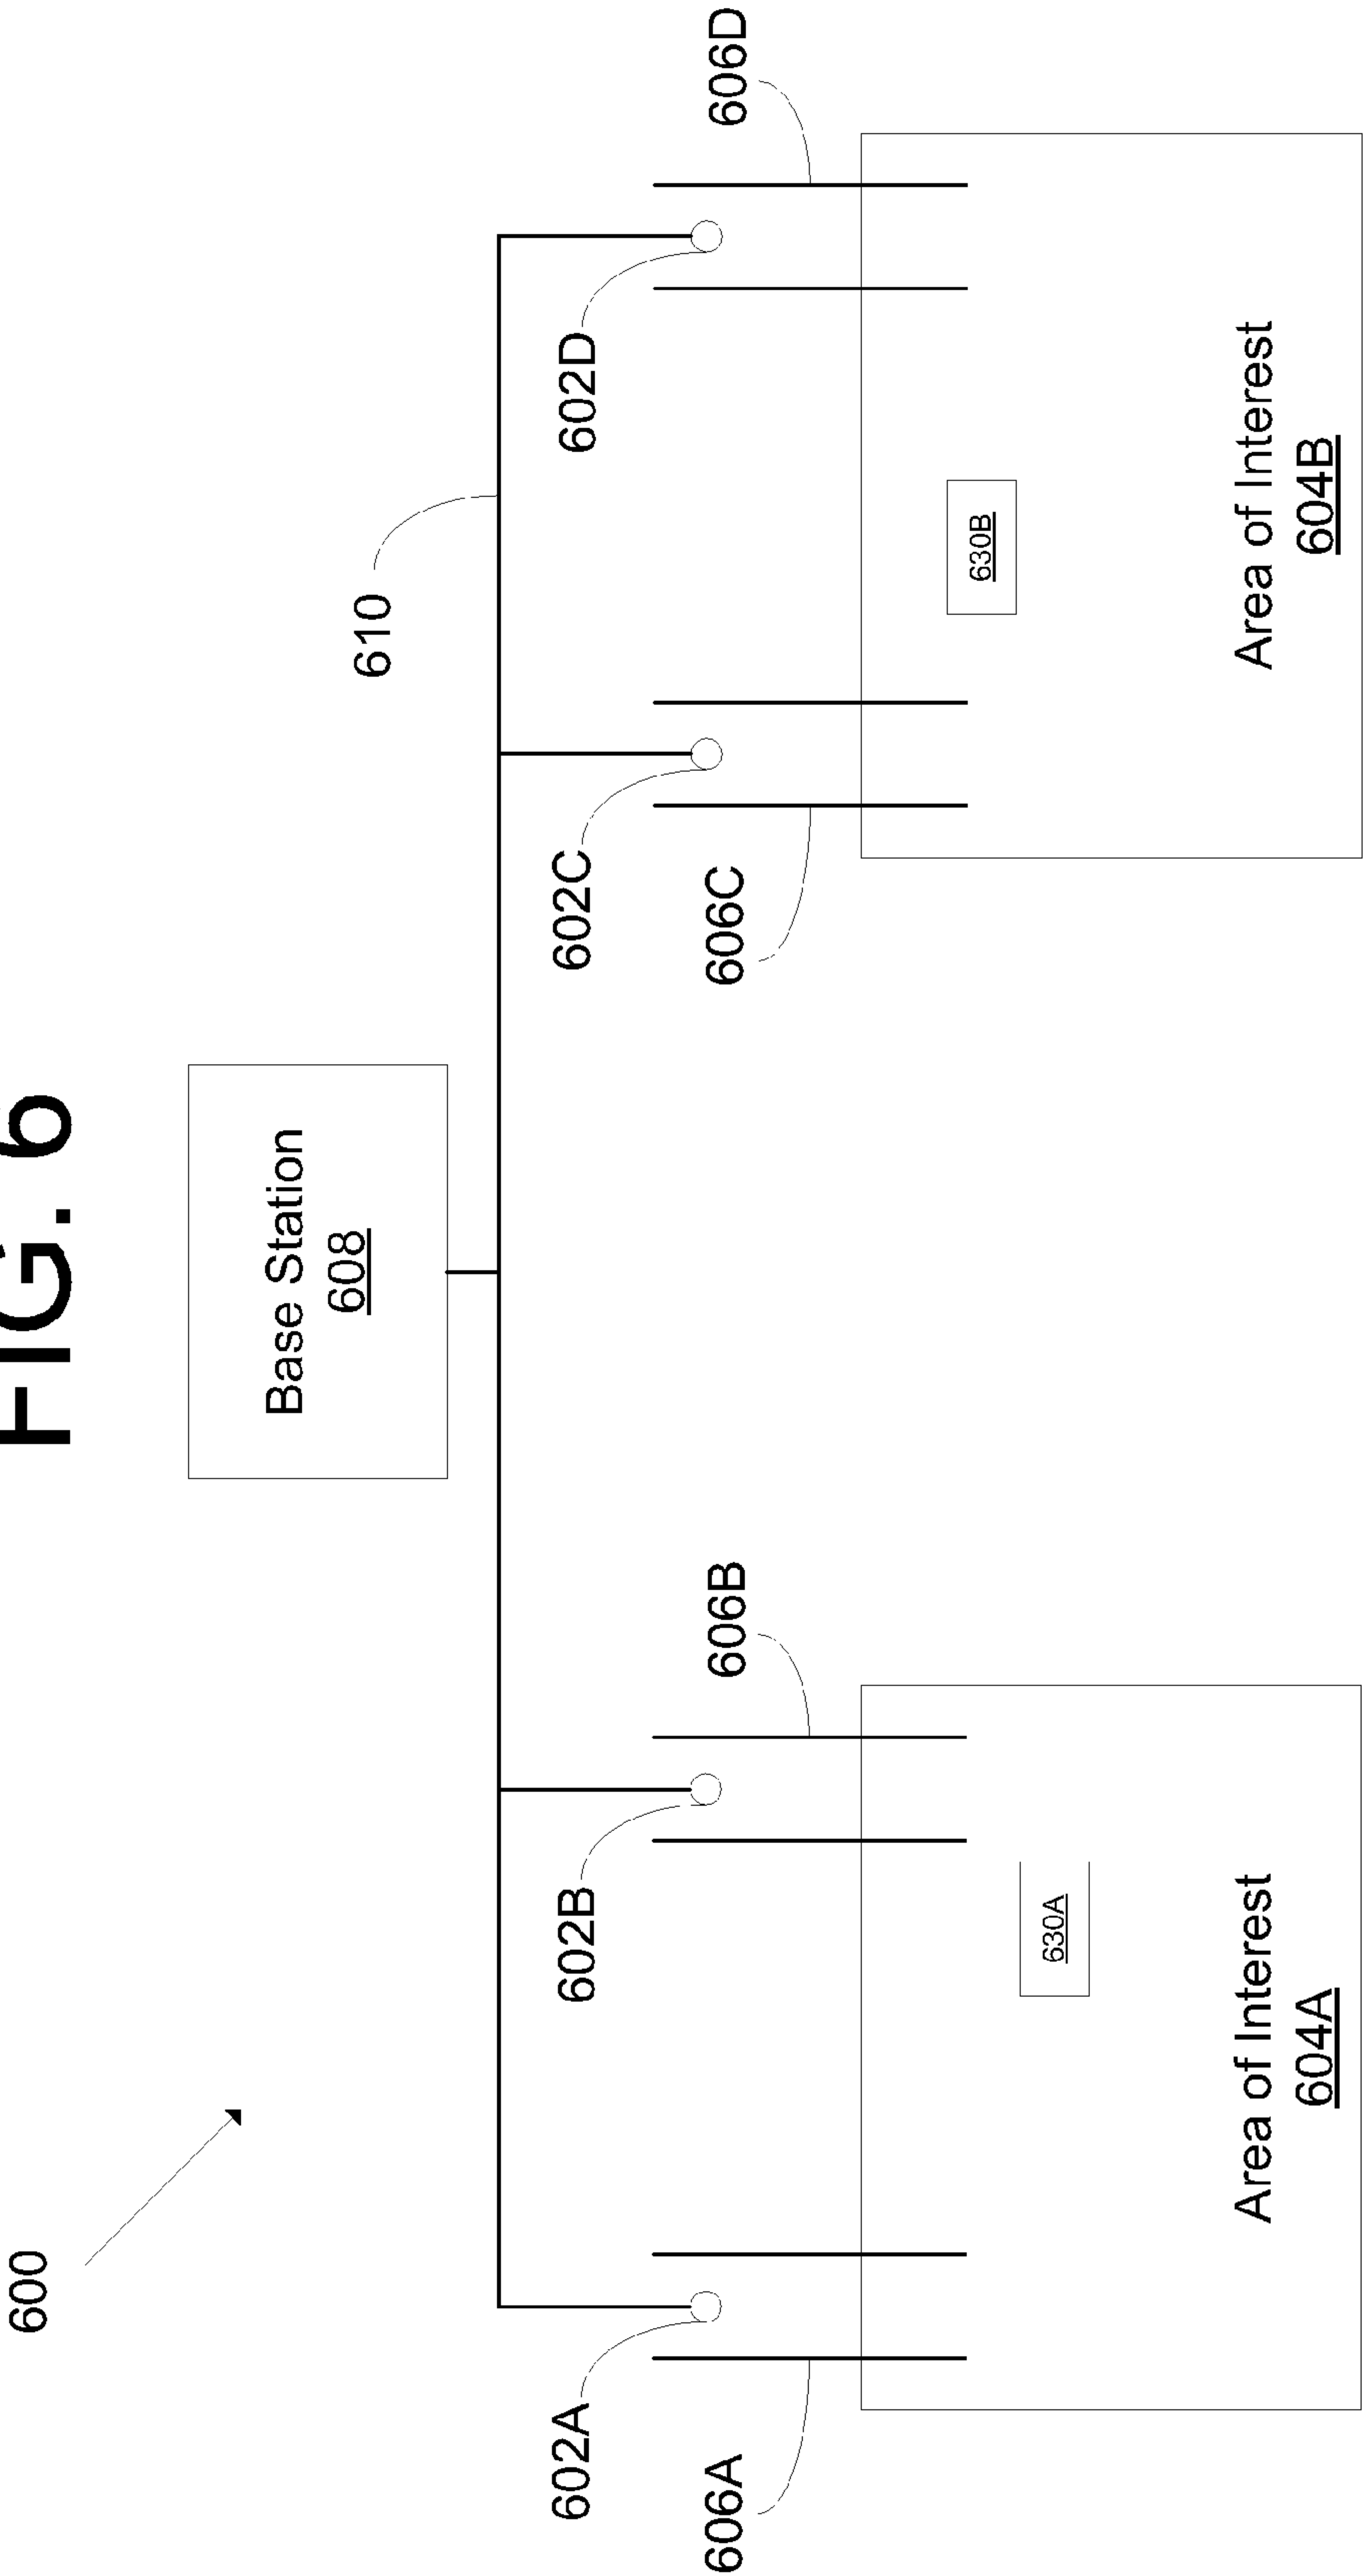 FIG. 6
600
Base Station
608
610
602A
602B
602C
602D
606A
606B
606C
606D
630A
630B
Area of Interest
604A
Area of Interest
604B